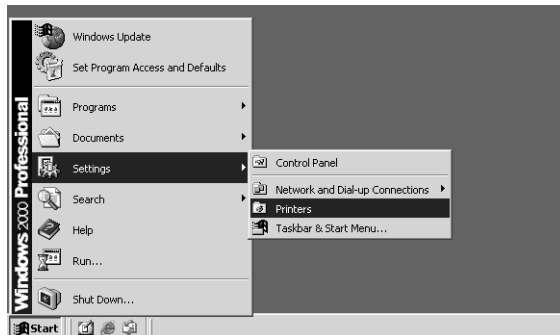 Windows Update
Set Program Access and Defaults
Programs
Documents
Settings
Search
Help
Run...
Shut Down...
Windows 2000 Professional
Control Panel
Network and Dial-up Connections
Printers
Taskbar & Start Menu...
Start